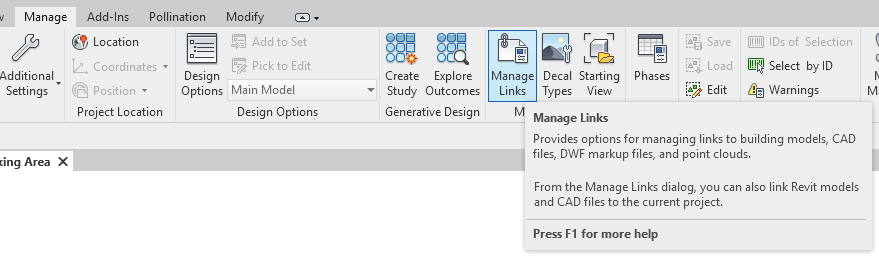 Manage Add-Ins Pollination Modify
Location Add to Set Save IDs of Selection
Coordinates Pick to Edit Load Select by ID
Additional Settings Position Design Options Main Model Create Study Explore Outcomes Manage Links Decal Types Starting View Phases Edit Warnings
Project Location Design Options Generative Design M
king Area
Manage Links
Provides options for managing links to building models, CAD
files, DWF markup files, and point clouds.
From the Manage Links dialog, you can also link Revit models
and CAD files to the current project.
Press F1 for more help